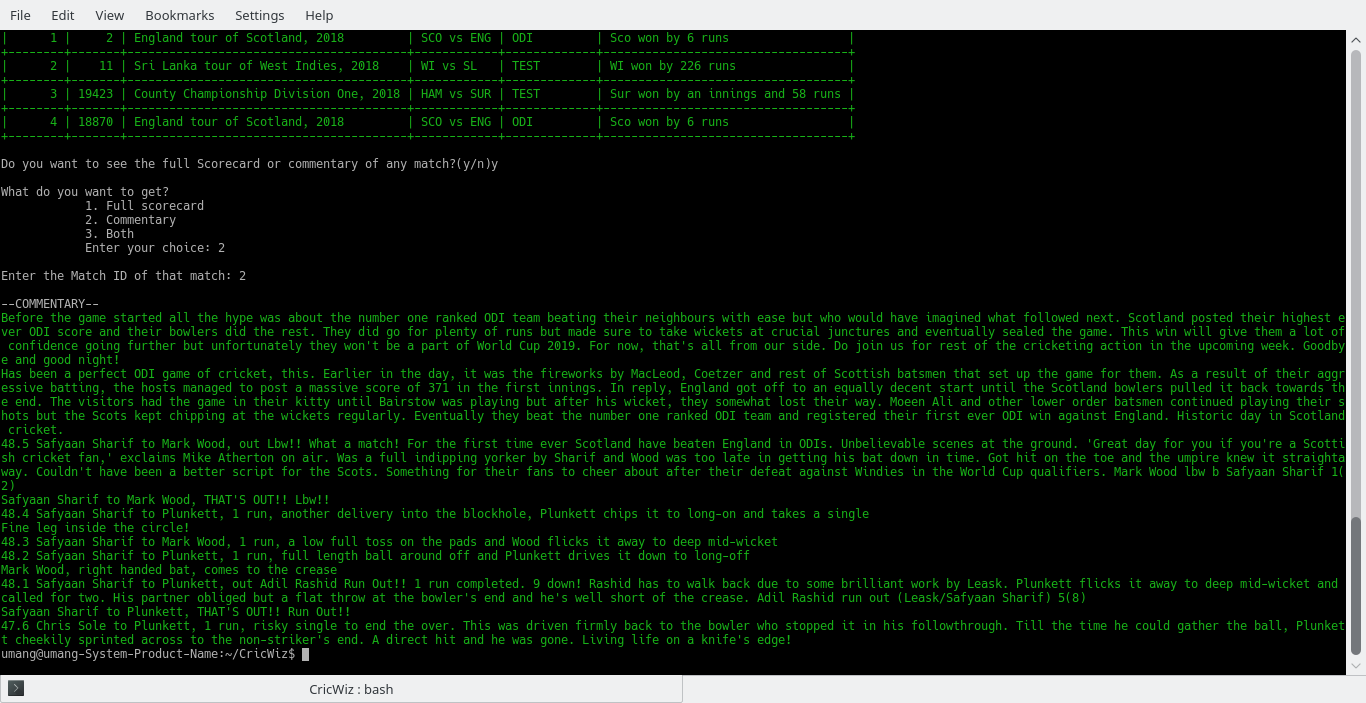 File Edit View Bookmarks Settings Help
| 1 | 2 | England tour of Scotland, 2018 | SCO vs ENG | ODI | Sco won by 6 runs |
+--------+-------+-----------------------------------------+------------+-------------+-----------------------------------+
| 2 | 11 | Sri Lanka tour of West Indies, 2018 | WI vs SL | TEST | WI won by 226 runs |
+--------+-------+-----------------------------------------+------------+-------------+-----------------------------------+
| 3 | 19423 | County Championship Division One, 2018 | HAM vs SUR | TEST | Sur won by an innings and 58 runs |
+--------+-------+-----------------------------------------+------------+-------------+-----------------------------------+
| 4 | 18870 | England tour of Scotland, 2018 | SCO vs ENG | ODI | Sco won by 6 runs |
+--------+-------+-----------------------------------------+------------+-------------+-----------------------------------+
Do you want to see the full Scorecard or commentary of any match?(y/n)y
What do you want to get?
1. Full scorecard
2. Commentary
3. Both
Enter your choice: 2
Enter the Match ID of that match: 2
--COMMENTARY--
Before the game started all the hype was about the number one ranked ODI team beating their neighbours with ease but who would have imagined what followed next. Scotland posted their highest e
ver ODI score and their bowlers did the rest. They did go for plenty of runs but made sure to take wickets at crucial junctures and eventually sealed the game. This win will give them a lot of
confidence going further but unfortunately they won't be a part of World Cup 2019. For now, that's all from our side. Do join us for rest of the cricketing action in the upcoming week. Goodby
e and good night!
Has been a perfect ODI game of cricket, this. Earlier in the day, it was the fireworks by MacLeod, Coetzer and rest of Scottish batsmen that set up the game for them. As a result of their aggr
essive batting, the hosts managed to post a massive score of 371 in the first innings. In reply, England got off to an equally decent start until the Scotland bowlers pulled it back towards th
e end. The visitors had the game in their kitty until Bairstow was playing but after his wicket, they somewhat lost their way. Moeen Ali and other lower order batsmen continued playing their s
hots but the Scots kept chipping at the wickets regularly. Eventually they beat the number one ranked ODI team and registered their first ever ODI win against England. Historic day in Scotland
cricket.
48.5 Safyaan Sharif to Mark Wood, out Lbw!! What a match! For the first time ever Scotland have beaten England in ODIs. Unbelievable scenes at the ground. 'Great day for you if you're a Scotti
sh cricket fan,' exclaims Mike Atherton on air. Was a full indipping yorker by Sharif and Wood was too late in getting his bat down in time. Got hit on the toe and the umpire knew it straighta
way. Couldn't have been a better script for the Scots. Something for their fans to cheer about after their defeat against Windies in the World Cup qualifiers. Mark Wood lbw b Safyaan Sharif 1(
2)
Safyaan Sharif to Mark Wood, THAT'S OUT!! Lbw!!
48.4 Safyaan Sharif to Plunkett, 1 run, another delivery into the blockhole, Plunkett chips it to long-on and takes a single
Fine leg inside the circle!
48.3 Safyaan Sharif to Mark Wood, 1 run, a low full toss on the pads and Wood flicks it away to deep mid-wicket
48.2 Safyaan Sharif to Plunkett, 1 run, full length ball around off and Plunkett drives it down to long-off
Mark Wood, right handed bat, comes to the crease
48.1 Safyaan Sharif to Plunkett, out Adil Rashid Run Out!! 1 run completed. 9 down! Rashid has to walk back due to some brilliant work by Leask. Plunkett flicks it away to deep mid-wicket and
called for two. His partner obliged but a flat throw at the bowler's end and he's well short of the crease. Adil Rashid run out (Leask/Safyaan Sharif) 5(8)
Safyaan Sharif to Plunkett, THAT'S OUT!! Run Out!!
47.6 Chris Sole to Plunkett, 1 run, risky single to end the over. This was driven firmly back to the bowler who stopped it in his followthrough. Till the time he could gather the ball, Plunket
t cheekily sprinted across to the non-striker's end. A direct hit and he was gone. Living life on a knife's edge!
umang@umang-System-Product-Name:~/CricWiz$
CricWiz : bash